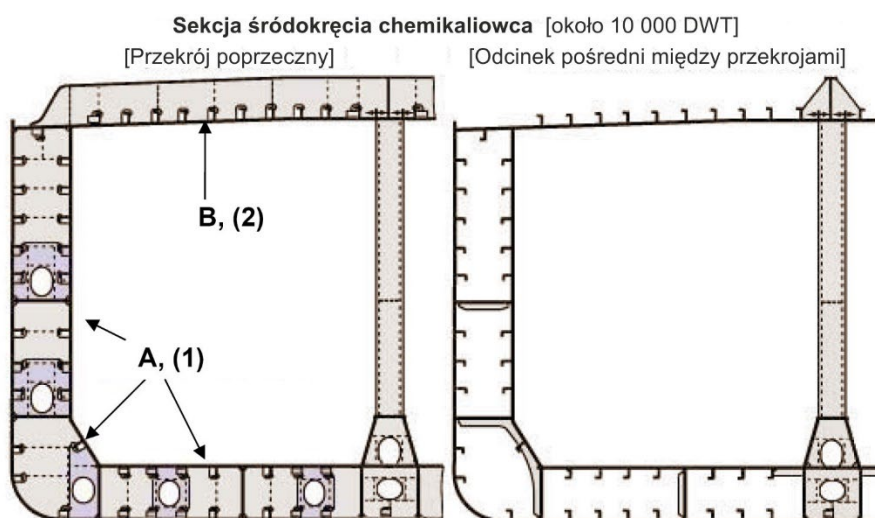 Sekcja śródokręcia chemikaliowca [około 10 000 DWT]
[Przekrój poprzeczny] [Odcinek pośredni między przekrojami]
B, (2)
A, (1)